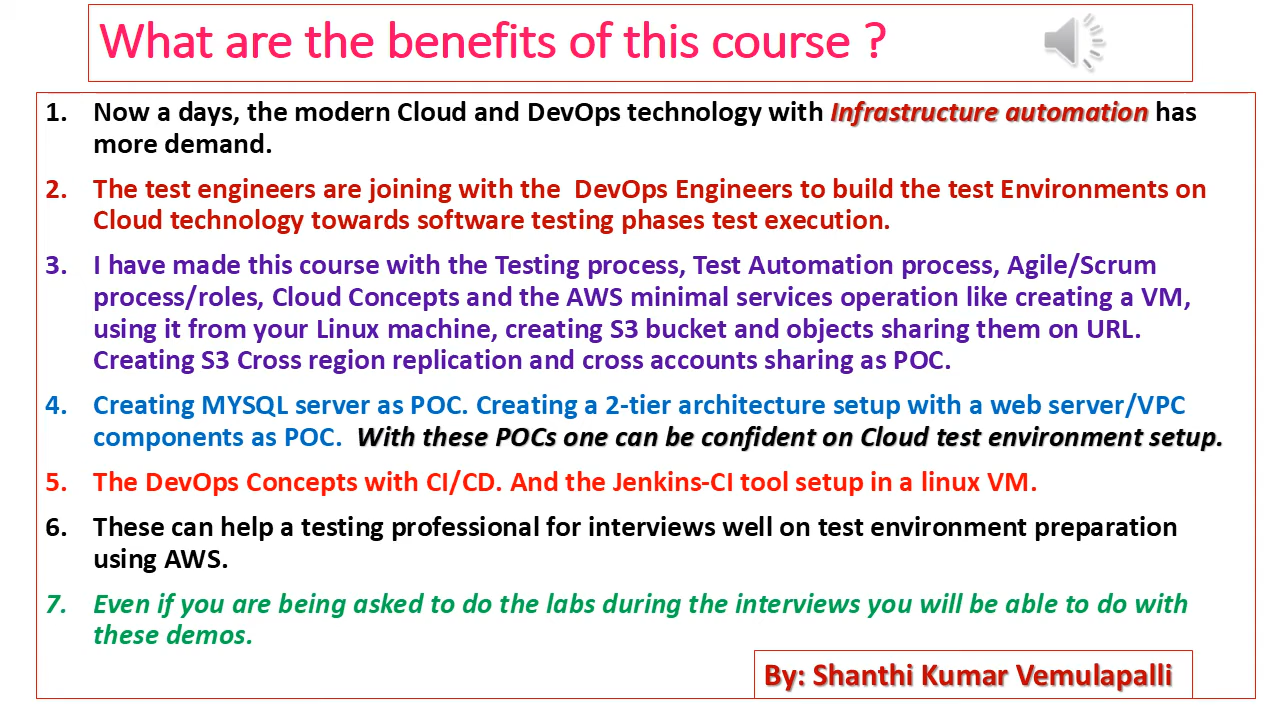 What are the benefits of this course ?
1. Now a days, the modern Cloud and DevOps technology with Infrastructure automation has
more demand.
2. The test engineers are joining with the DevOps Engineers to build the test Environments on
Cloud technology towards software testing phases test execution.
3. I have made this course with the Testing process, Test Automation process, Agile/Scrum
process/roles, Cloud Concepts and the AWS minimal services operation like creating a VM,
using it from your Linux machine, creating S3 bucket and objects sharing them on URL.
Creating S3 Cross region replication and cross accounts sharing as POC.
4. Creating MYSQL server as POC. Creating a 2-tier architecture setup with a web server/VPC
components as POC. With these POCs one can be confident on Cloud test environment setup.
5. The DevOps Concepts with CI/CD. And the Jenkins-CI tool setup in a linux VM.
6. These can help a testing professional for interviews well on test environment preparation
using AWS.
7. Even if you are being asked to do the labs during the interviews you will be able to do with
these demos.
By: Shanthi Kumar Vemulapalli